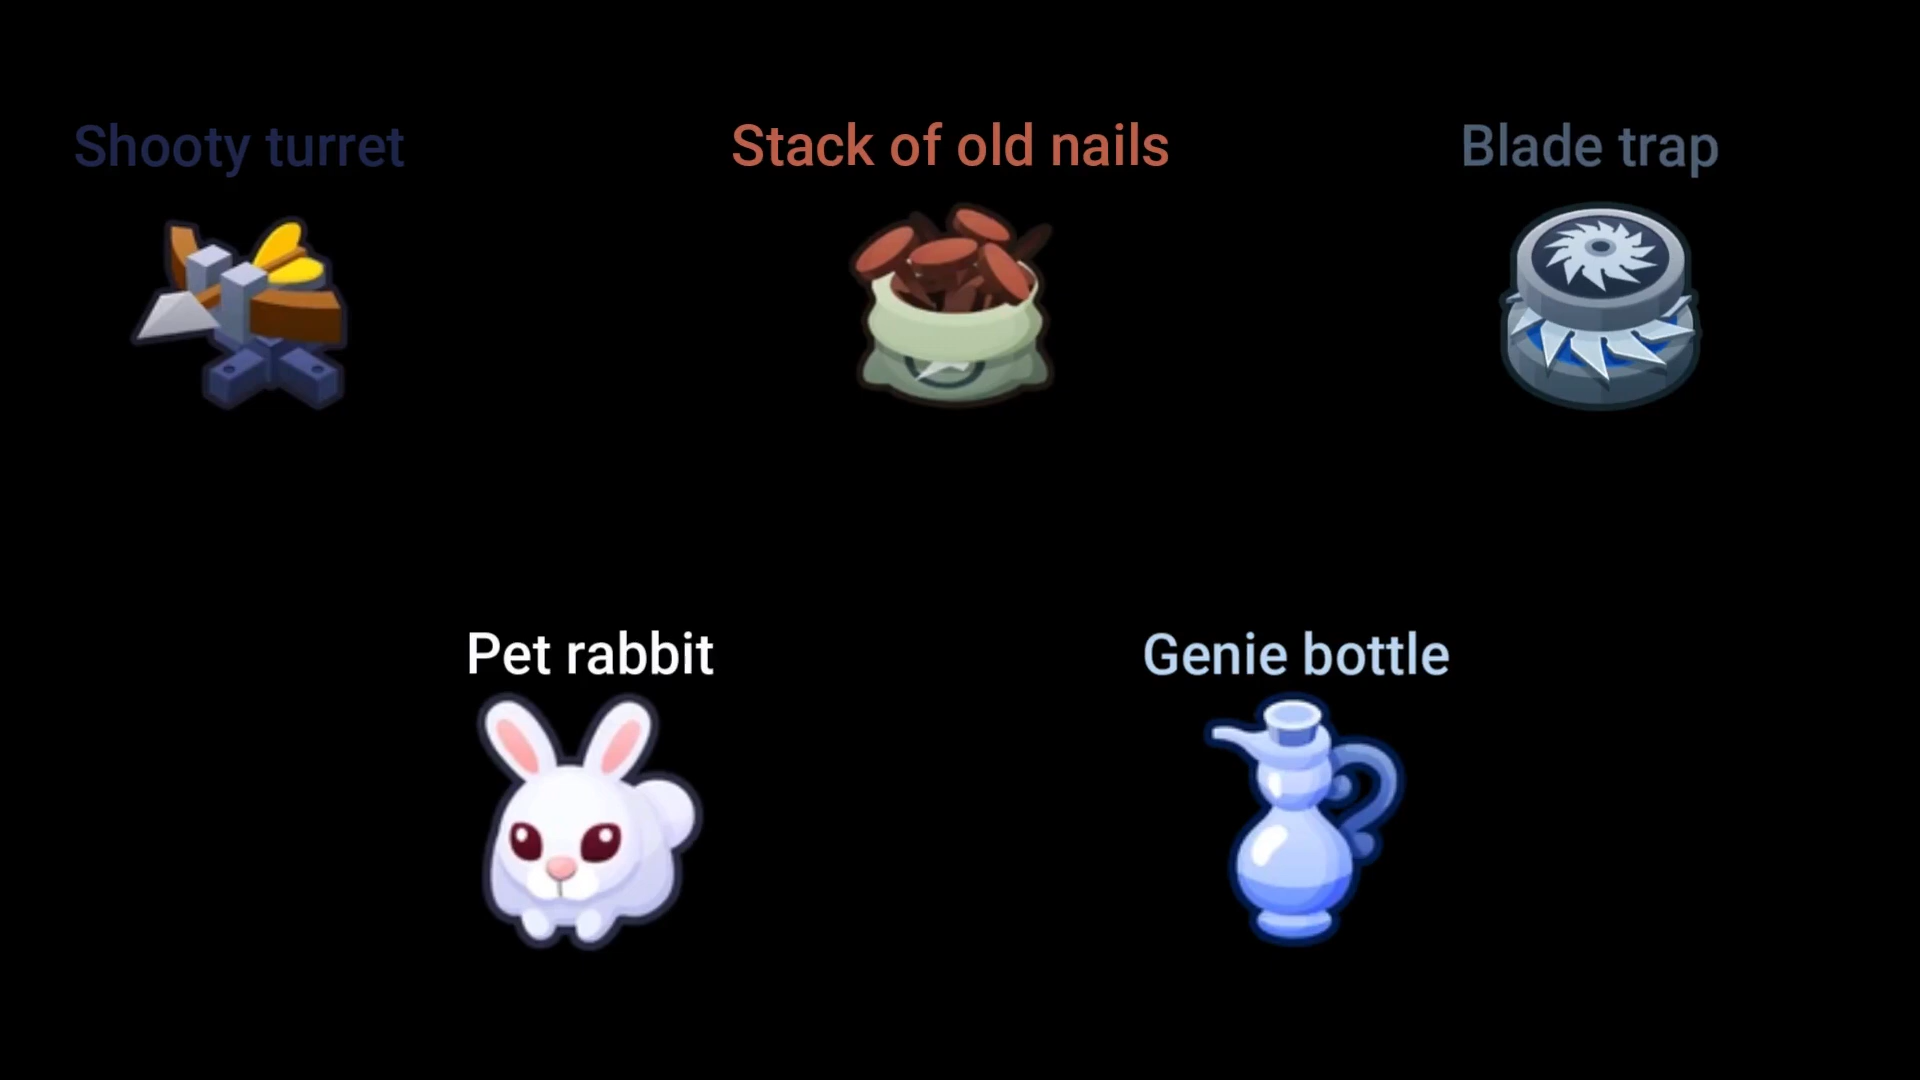 Shooty turret
Stack of old nails
Blade trap
Pet rabbit
Genie bottle